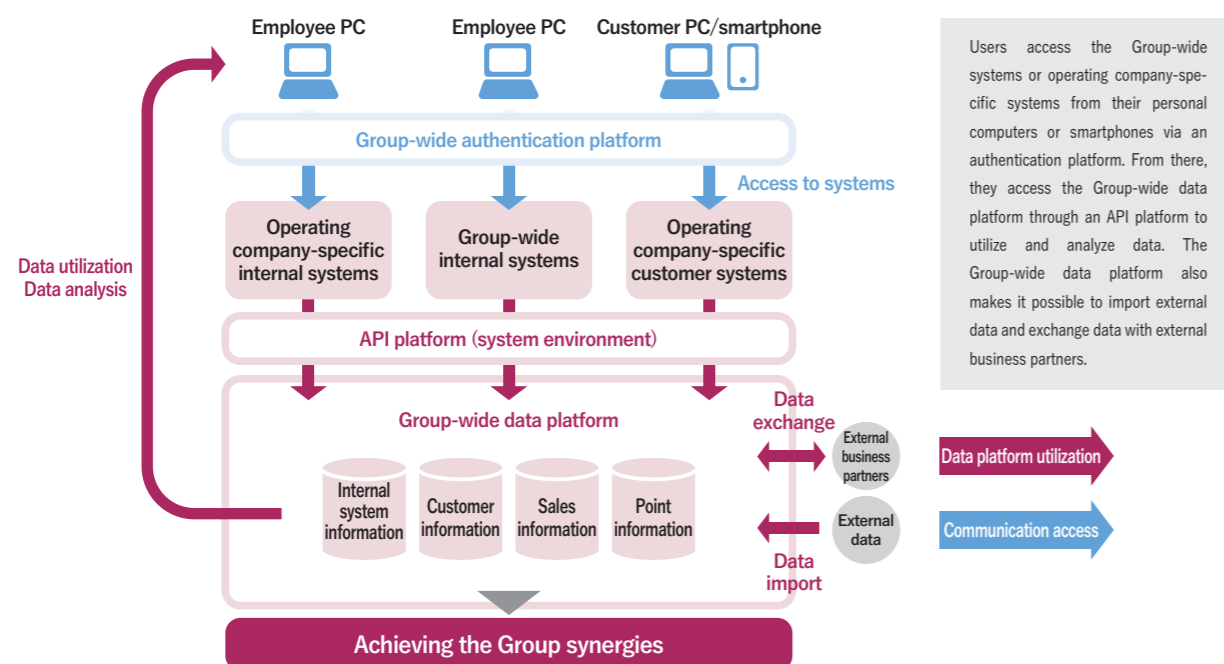 Employee PC
Employee PC
Customer PC/smartphone
Group-wide authentication platform
Access to systems
Operating
company-specific
internal systems
Group-wide
internal systems
Operating
company-specific
customer systems
Data utilization
Data analysis
API platform (system environment)
Group-wide data platform
Internal
system
information
Customer
information
Sales
information
Point
information
Data
exchange
External
business
partners
External
data
Data
import
Achieving the Group synergies
Users access the Group-wide
systems or operating company-spe-
cific systems from their personal
computers or smartphones via an
authentication platform. From there,
they access the Group-wide data
platform through an API platform to
utilize and analyze data. The
Group-wide data platform also
makes it possible to import external
data and exchange data with external
business partners.
Data platform utilization
Communication access